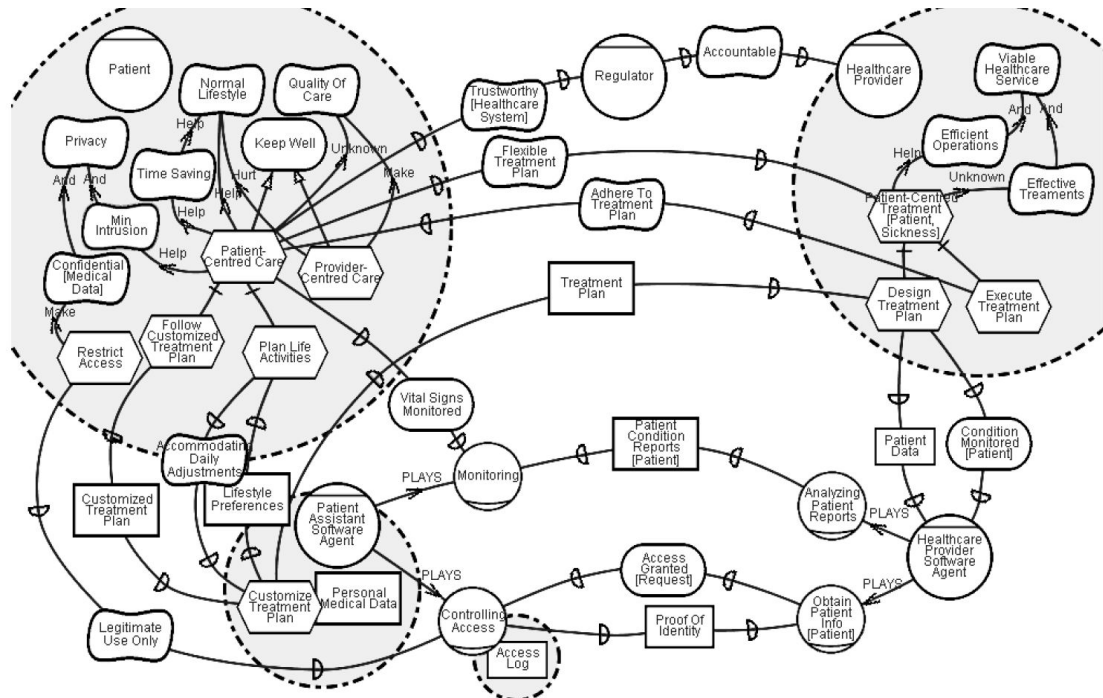 Patient
Normal
Lifestyle
Quality Of
Care
Trustworthy
[Healthcare
System]
Regulator
Accountable
Healthcare
Provider
Viable
Healthcare
Service
Privacy
Help
Keep Well
Unknown
Flexible
Treatment
Plan
And
And
Efficient
Operations
And
And
Time Saving
Hurt
Help
Make
Adhere To
Treatment
Plan
Help
Unknown
Effective
Treaments
Min
Intrusion
Help
Help
Patient-
Centred Care
Provider-
Centred Care
Patient-Centred
Treatment
[Patient,
Sickness]
Confidential
[Medical
Data]
Make
Restrict
Access
Follow
Customized
Treatment
Plan
Plan Life
Activities
Treatment
Plan
Design
Treatment
Plan
Execute
Treatment
Plan
Vital Signs
Monitored
Accommodating
Daily
Adjustments
Patient
Condition
Reports
[Patient]
Patient
Data
Condition
Monitored
[Patient]
Customized
Treatment
Plan
Lifestyle
Preferences
PLAYS
Monitoring
Analyzing
Patient
Reports
PLAYS
Patient
Assistant
Software
Agent
PLAYS
Healthcare
Provider
Software
Agent
PLAYS
Customize
Treatment
Plan
Personal
Medical Data
Controlling
Access
Access
Granted
[Request]
Proof Of
Identity
Obtain
Patient
Info
[Patient]
Legitimate
Use Only
Access
Log